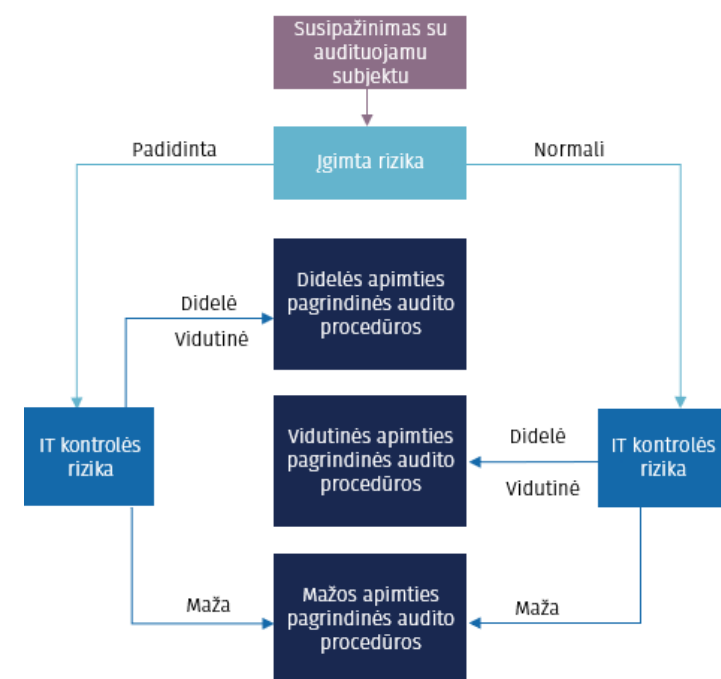 Susipažinimas su
audituojamu
subjektu
Padidinta
Įgimta rizika
Normali
Didelė
Vidutinė
Didelės apimties
pagrindinės audito
procedūros
IT kontrolės
rizika
Vidutinės apimties
pagrindinės audito
procedūros
Didelė
Vidutinė
IT kontrolės
rizika
Maža
Mažos apimties
pagrindinės audito
procedūros
Maža